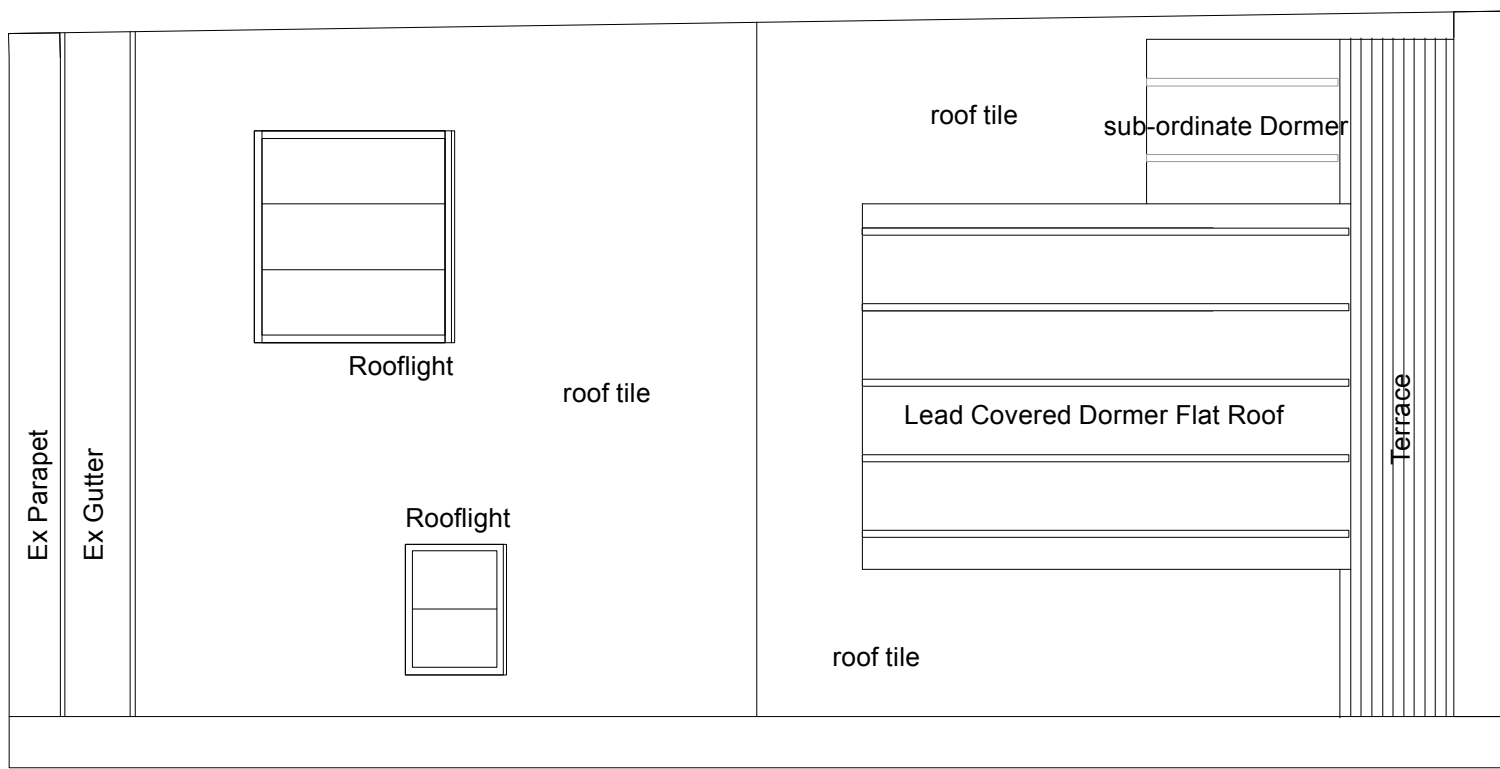 roof tile
sub-ordinate Dormer
Rooflight
roof tile
Lead Covered Dormer Flat Roof
Terrace
Ex Parapet
Ex Gutter
Rooflight
roof tile